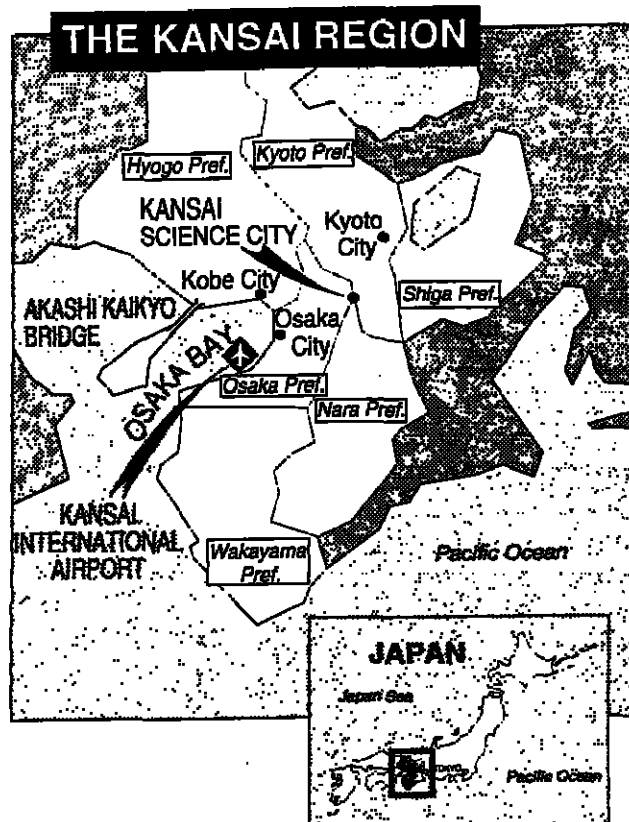 THE KANSAI REGION
Hyogo Pref.
Kyoto Pref.
KANSAI
SCIENCE CITY
Kyoto
City
Kobe City
Shiga Pref.
AKASHI KAIKYO
BRIDGE
Osaka
City
OSAKA BAY
Osaka Pref.
Nara Pref.
KANSAI
INTERNATIONAL
AIRPORT
Wakayama
Pref.
Pacific Ocean
JAPAN
Japan Sea
TOKYO
Pacific Ocean